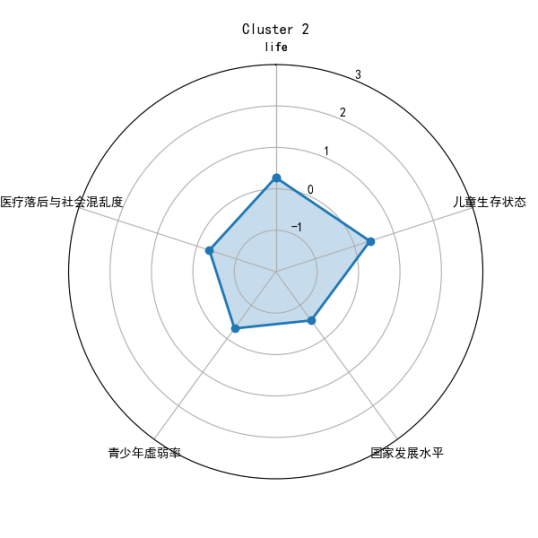 Cluster 2
life
3
2
1
0
-1
医疗落后与社会混乱度
儿童生存状态
青少年虚弱率
国家发展水平